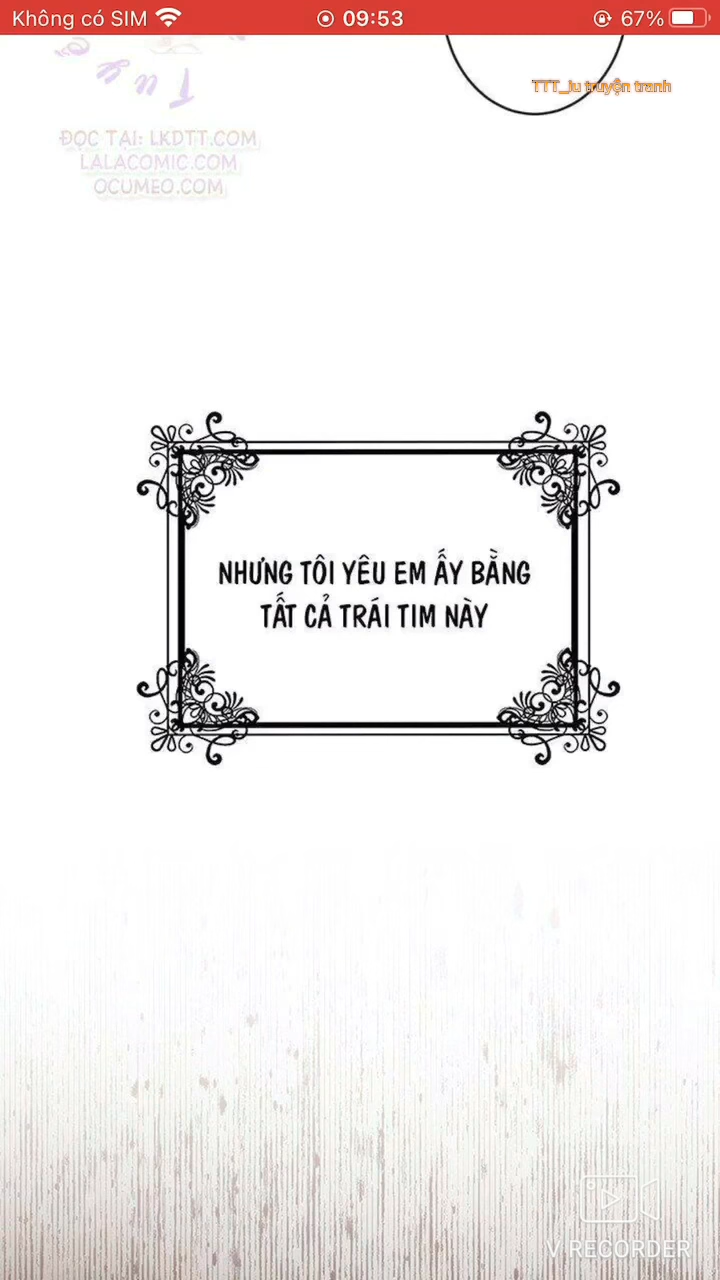 Không có SIM 09:53 67%
TTT_iu truyện tranh
ĐỌC TẠI: LKDTT.COM
LALACOMIC.COM
OCUMEO.COM
NHƯNG TÔI YÊU EM ẤY BẰNG
TẤT CẢ TRÁI TIM NÀY
V RECORDER